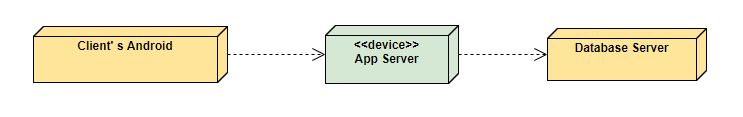 Client' s Android
<<device>>
App Server
Database Server